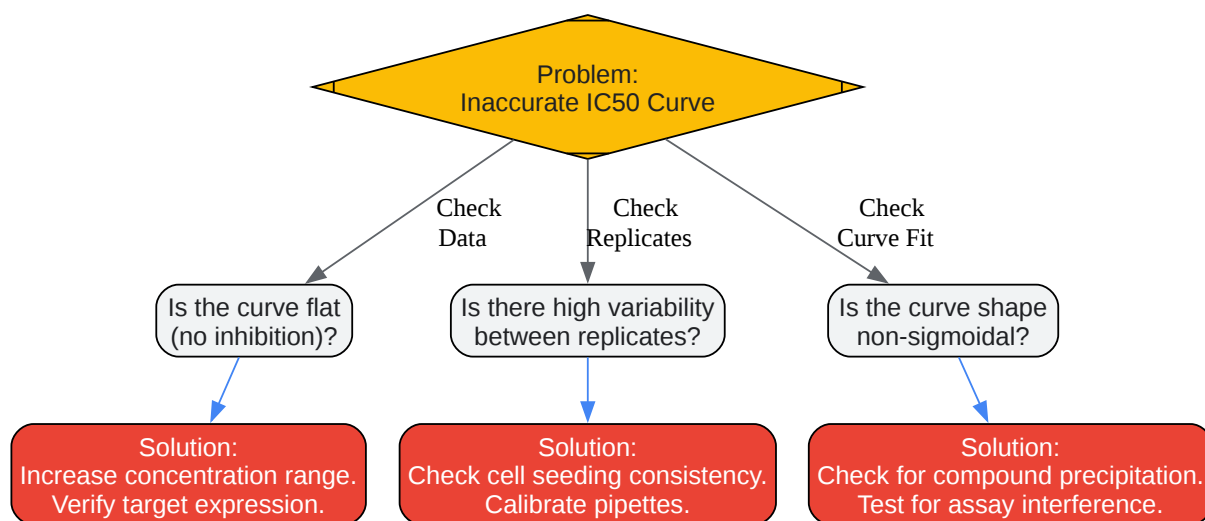 Problem:
Inaccurate IC50 Curve
Check
Data
Check
Replicates
Check
Curve Fit
Is the curve flat
(no inhibition)?
Is there high variability
between replicates?
Is the curve shape
non-sigmoidal?
Solution:
Increase concentration range.
Verify target expression.
Solution:
Check cell seeding consistency.
Calibrate pipettes.
Solution:
Check for compound precipitation.
Test for assay interference.